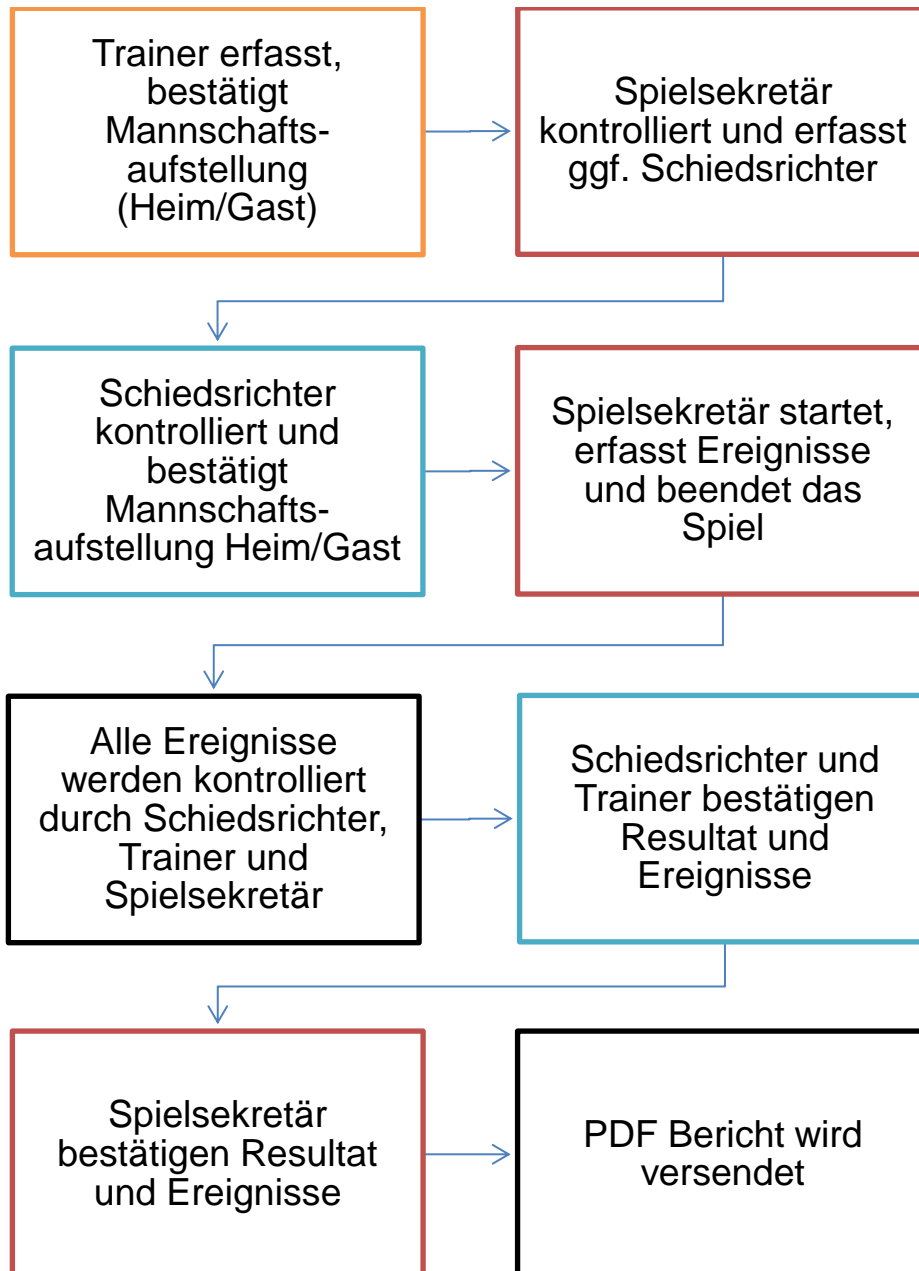 Trainer erfasst,
bestätigt
Mannschafts-
aufstellung
(Heim/Gast)
Spielsekretär
kontrolliert und erfasst
ggf. Schiedsrichter
Schiedsrichter
kontrolliert und
bestätigt
Mannschafts-
aufstellung Heim/Gast
Spielsekretär startet,
erfasst Ereignisse
und beendet das
Spiel
Alle Ereignisse
werden kontrolliert
durch Schiedsrichter,
Trainer und
Spielsekretär
Schiedsrichter und
Trainer bestätigen
Resultat und
Ereignisse
Spielsekretär
bestätigen Resultat
und Ereignisse
PDF Bericht wird
versendet